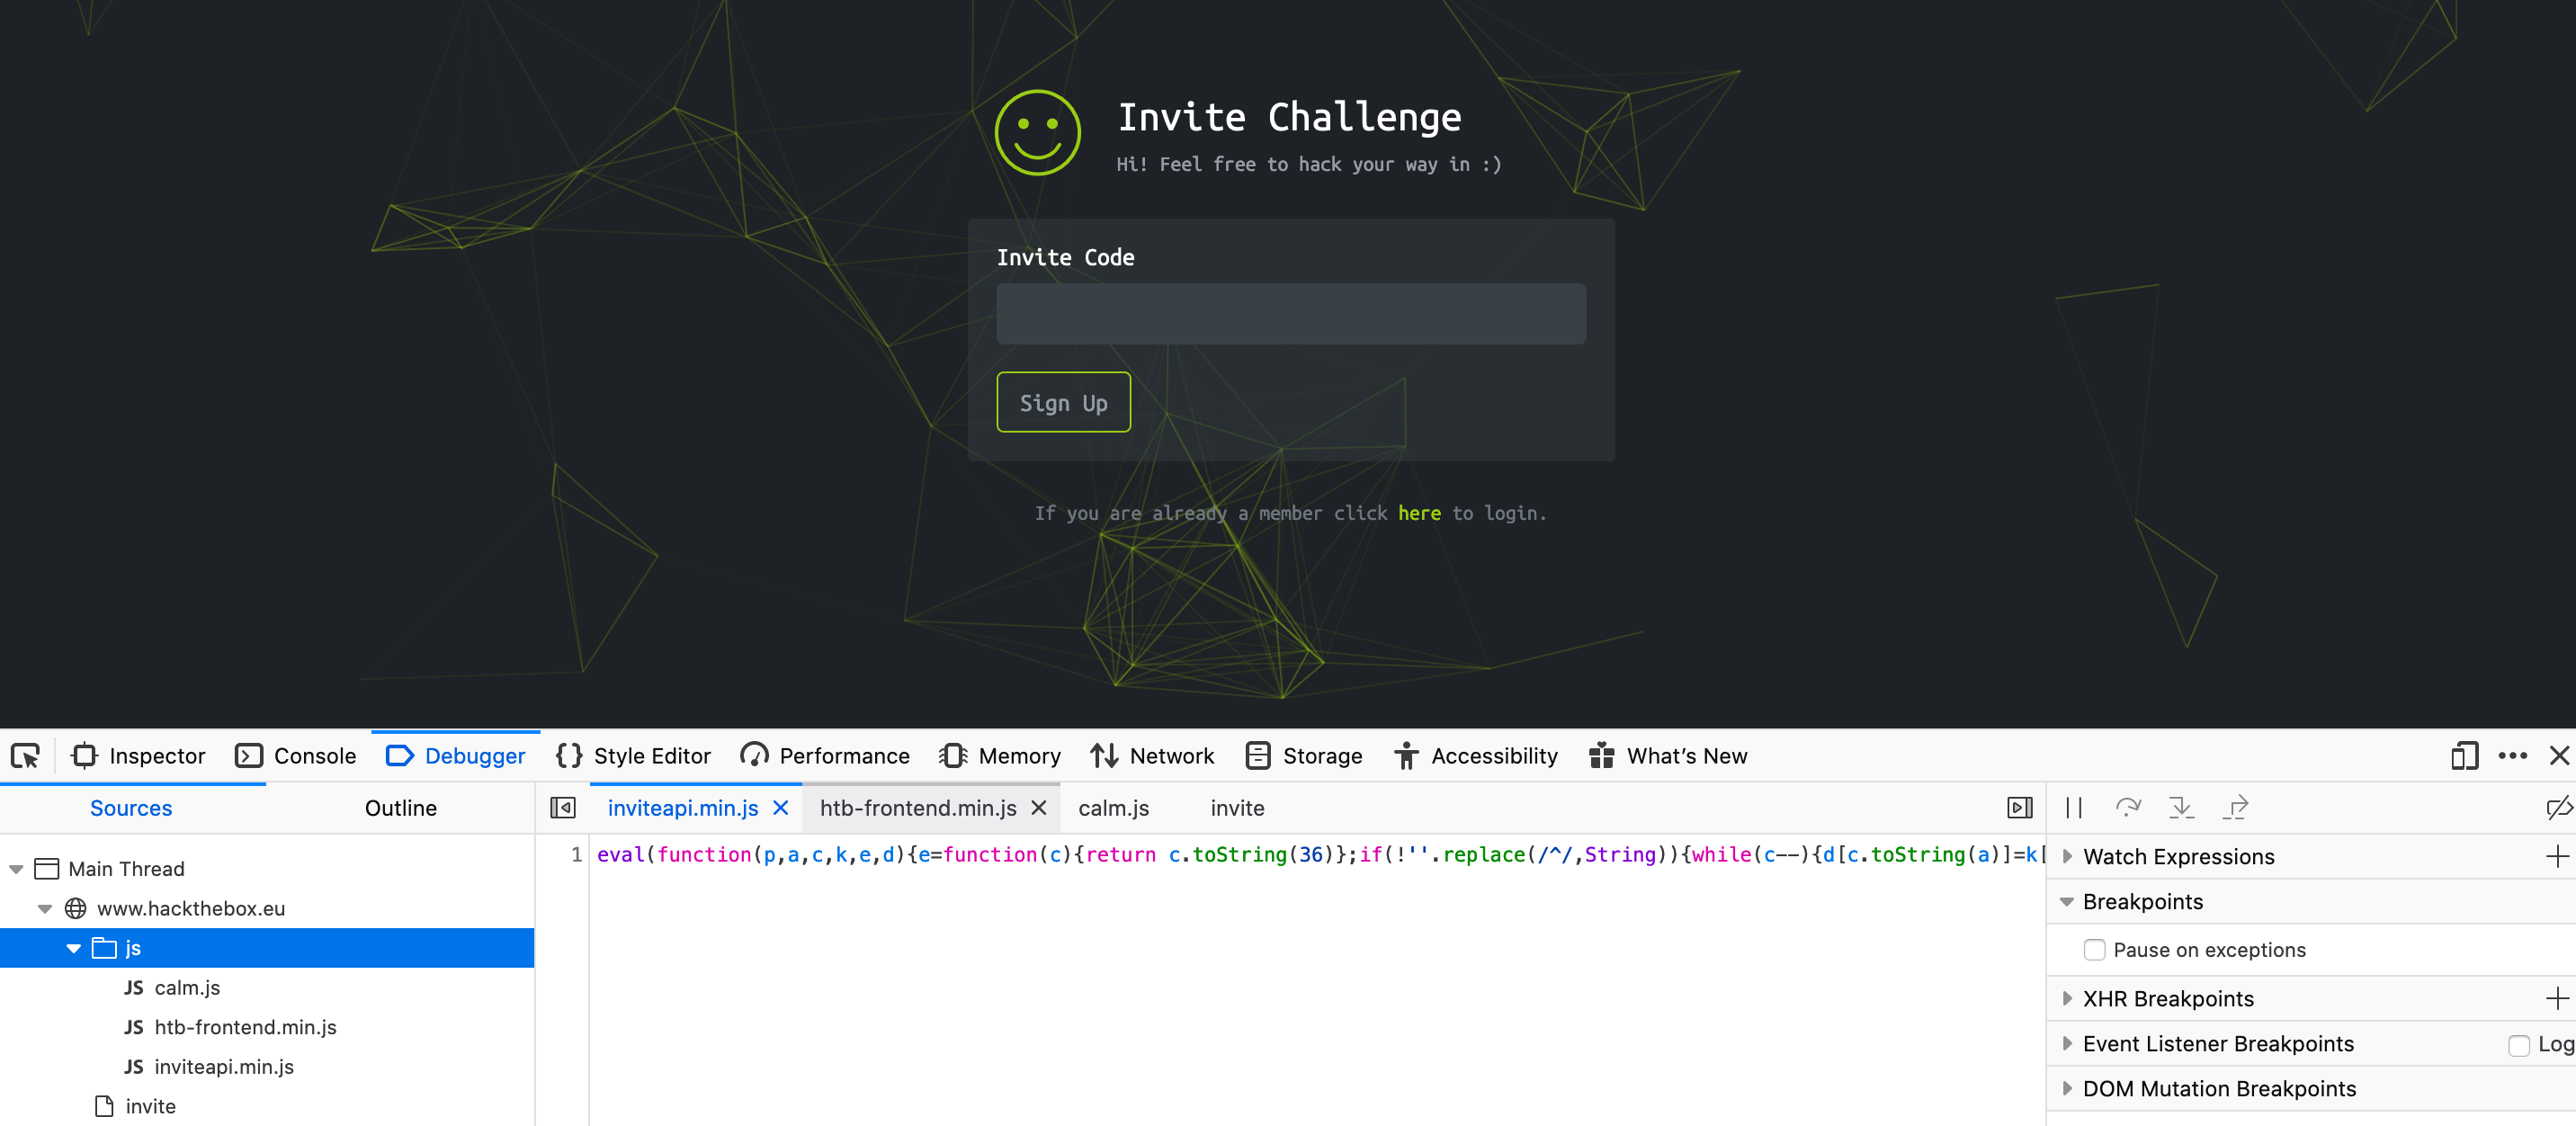 Invite Challenge
Hi! Feel free to hack your way in :)
Invite Code
Sign Up
If you are already a member click here to login.
Inspector Console Debugger Style Editor Performance Memory Network Storage Accessibility What's New
Sources Outline inviteapi.min.js htb-frontend.min.js calm.js invite
1 eval(function(p,a,c,k,e,d){e=function(c){return c.toString(36)};if(!''.replace(/^/,String)){while(c--){d[c.toString(a)]=k[
Main Thread
www.hackthebox.eu
js
JS calm.js
JS htb-frontend.min.js
JS inviteapi.min.js
invite
Watch Expressions
Breakpoints
Pause on exceptions
XHR Breakpoints
Event Listener Breakpoints Log
DOM Mutation Breakpoints